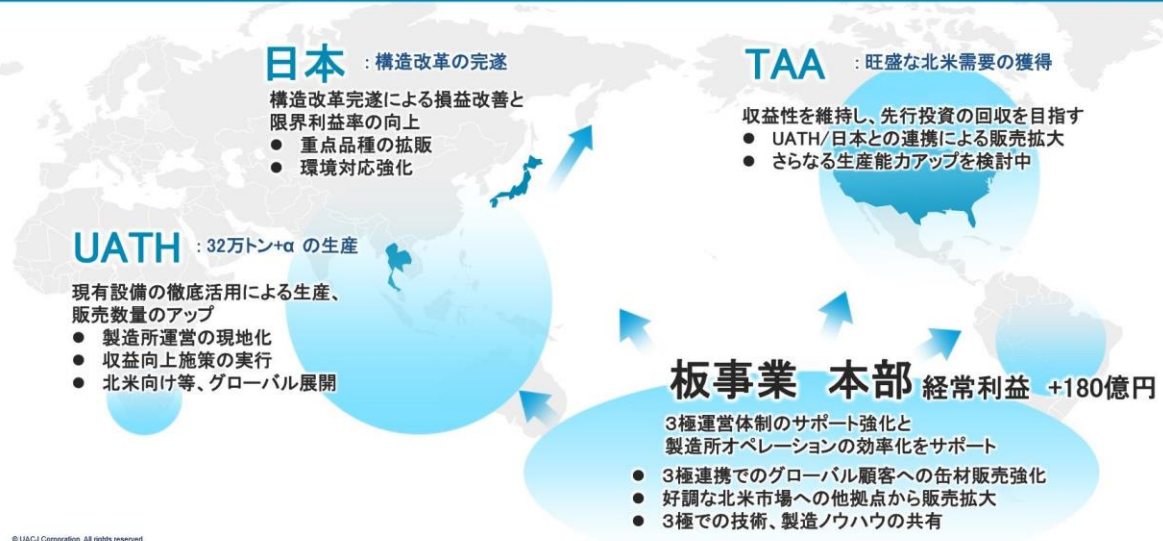 日本 :構造改革の完遂
構造改革完遂による損益改善と
限界利益率の向上
● 重点品種の拡販
● 環境対応強化
TAA :旺盛な北米需要の獲得
収益性を維持し、先行投資の回収を目指す
● UATH/日本との連携による販売拡大
● さらなる生産能力アップを検討中
UATH :32万トン+α の生産
現有設備の徹底活用による生産、
販売数量のアップ
● 製造所運営の現地化
● 収益向上施策の実行
● 北米向け等、グローバル展開
板事業 本部 経常利益 +180億円
3極運営体制のサポート強化と
製造所オペレーションの効率化をサポート
● 3極連携でのグローバル顧客への缶材販売強化
● 好調な北米市場への他拠点から販売拡大
● 3極での技術、製造ノウハウの共有
© UACJ Corporation. All rights reserved.